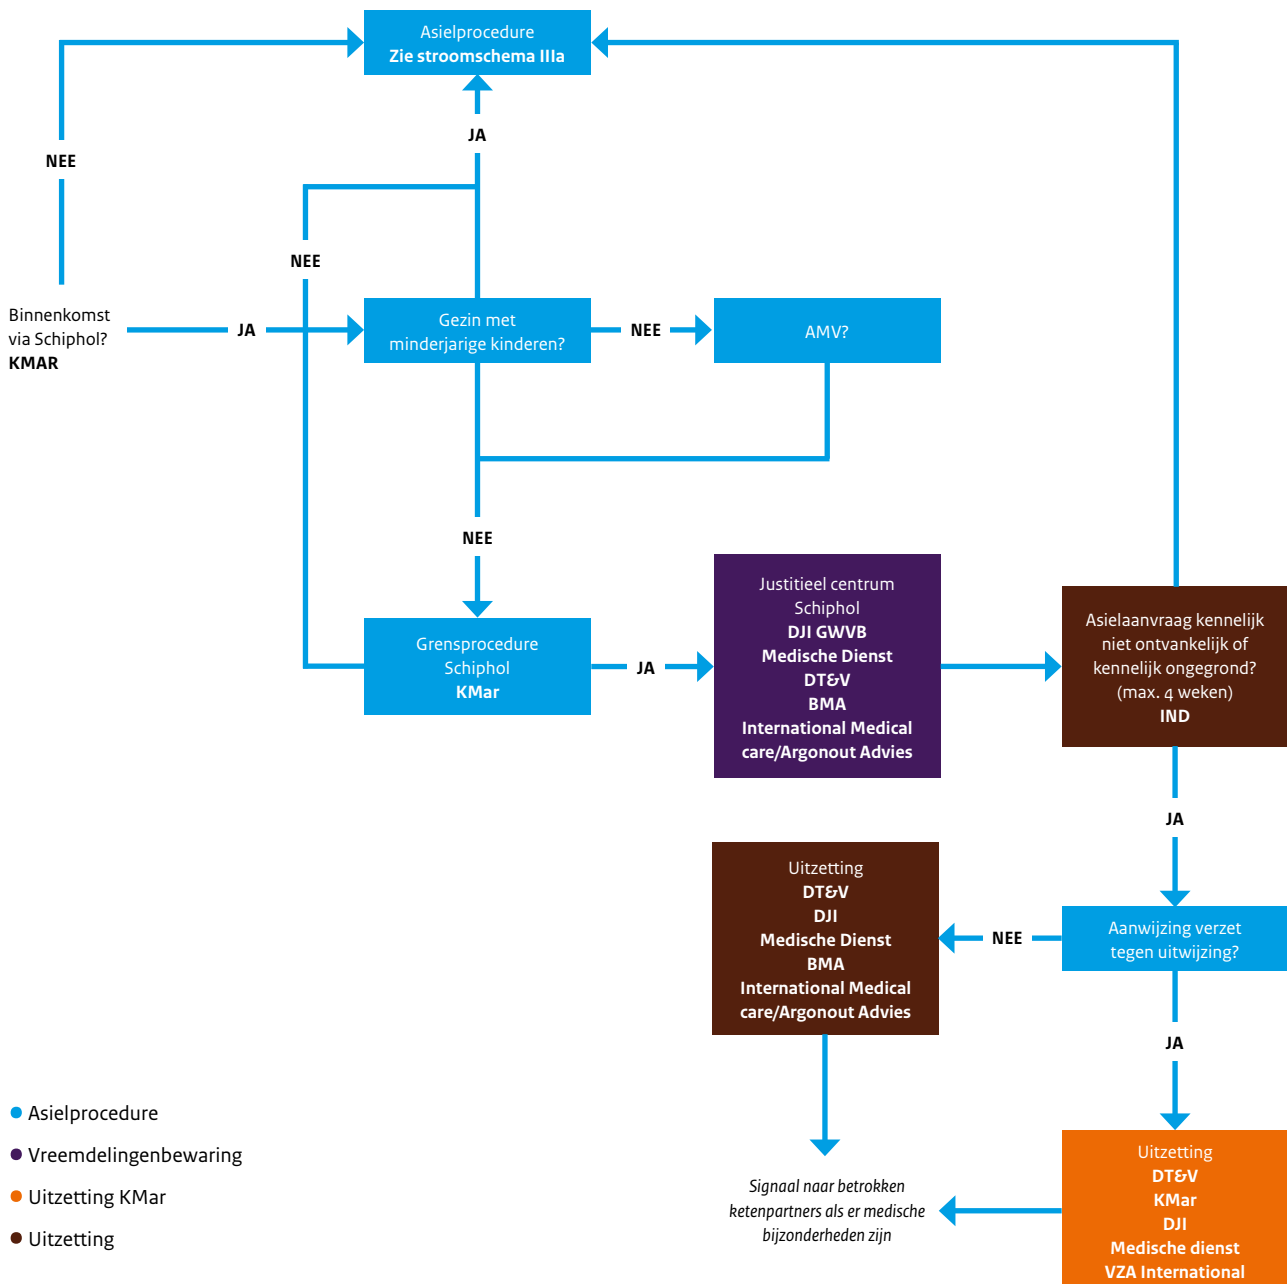 Asielprocedure
Zie stroomschema IIIa
JA
NEE
NEE
Binnenkomst
via Schiphol?
KMAR
JA
Gezin met
minderjarige kinderen?
NEE
AMV?
NEE
Grensprocedure
Schiphol
KMar
JA
Justitieel centrum
Schiphol
DJI GWVB
Medische Dienst
DT&V
BMA
International Medical
care/Argonout Advies
Asielaanvraag kennelijk
niet ontvankelijk of
kennelijk ongegrond?
(max. 4 weken)
IND
JA
Aanwijzing verzet
tegen uitwijzing?
NEE
Uitzetting
DT&V
DJI
Medische Dienst
BMA
International Medical
care/Argonout Advies
JA
Uitzetting
DT&V
KMar
DJI
Medische dienst
VZA International
Signaal naar betrokken
ketenpartners als er medische
bijzonderheden zijn
Asielprocedure
Vreemdelingenbewaring
Uitzetting KMar
Uitzetting